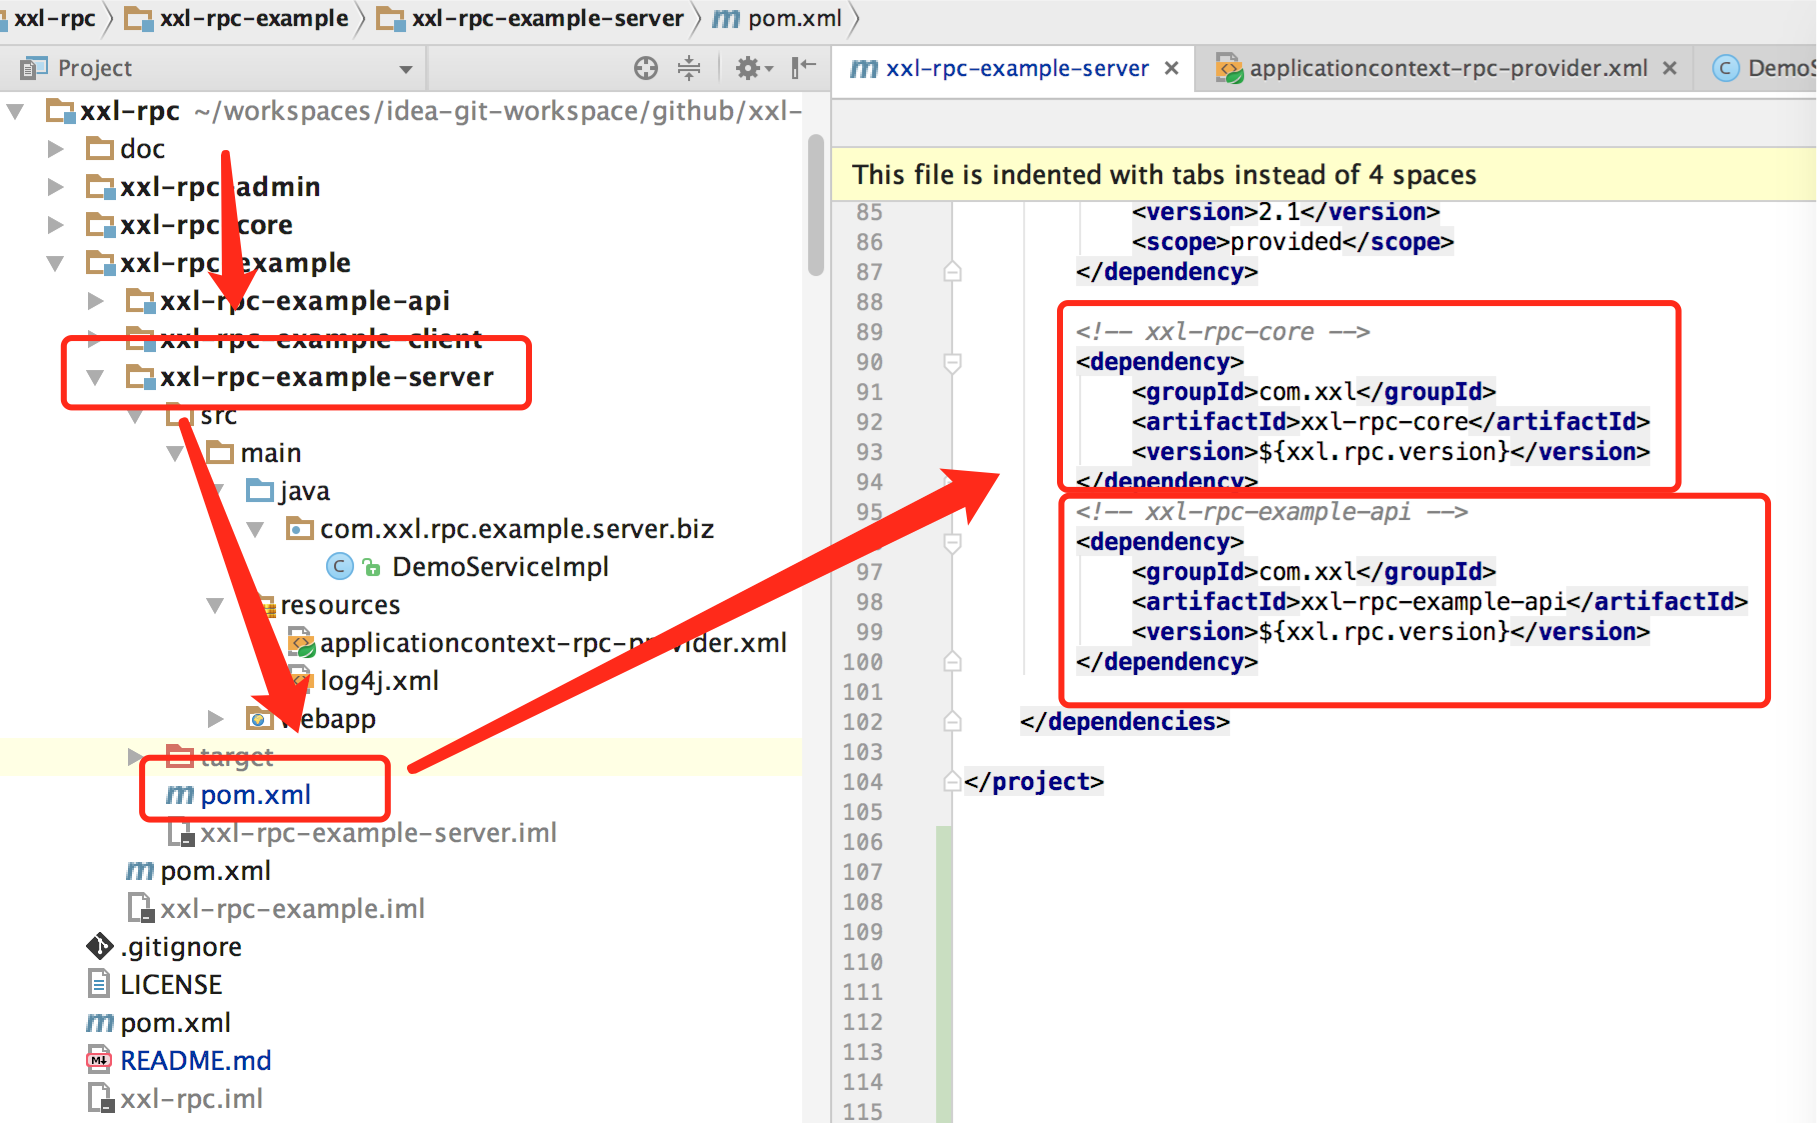 xxl-rpc xxl-rpc-example xxl-rpc-example-server pom.xml
Project
xxl-rpc ~/workspaces/idea-git-workspace/github/xxl-
doc
xxl-rpc-admin
xxl-rpc-core
xxl-rpc-example
xxl-rpc-example-api
xxl-rpc-example-client
xxl-rpc-example-server
src
main
java
com.xxl.rpc.example.server.biz
DemoServiceImpl
resources
applicationcontext-rpc-provider.xml
log4j.xml
webapp
target
pom.xml
xxl-rpc-example-server.iml
pom.xml
xxl-rpc-example.iml
.gitignore
LICENSE
pom.xml
README.md
xxl-rpc.iml
xxl-rpc-example-server applicationcontext-rpc-provider.xml DemoS
This file is indented with tabs instead of 4 spaces
85 <version>2.1</version>
86 <scope>provided</scope>
87 </dependency>
88
89 <!-- xxl-rpc-core -->
90 <dependency>
91 <groupId>com.xxl</groupId>
92 <artifactId>xxl-rpc-core</artifactId>
93 <version>${xxl.rpc.version}</version>
94 </dependency>
95 <!-- xxl-rpc-example-api -->
<dependency>
97 <groupId>com.xxl</groupId>
98 <artifactId>xxl-rpc-example-api</artifactId>
99 <version>${xxl.rpc.version}</version>
100 </dependency>
101
102 </dependencies>
103
104 </project>
105
106
107
108
109
110
111
112
113
114
115